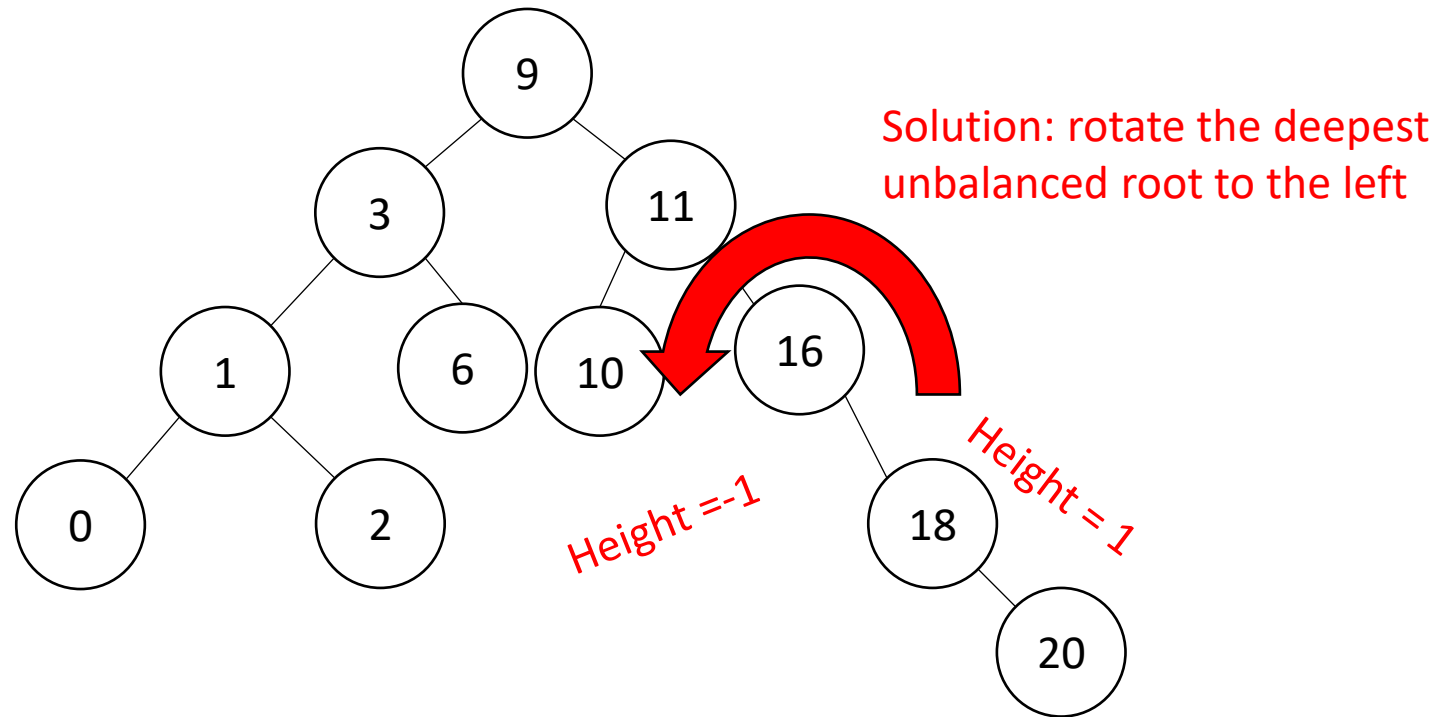 9
Solution: rotate the deepest
unbalanced root to the left
3
11
1
6
10
16
0
2
Height =-1
18
Height = 1
20